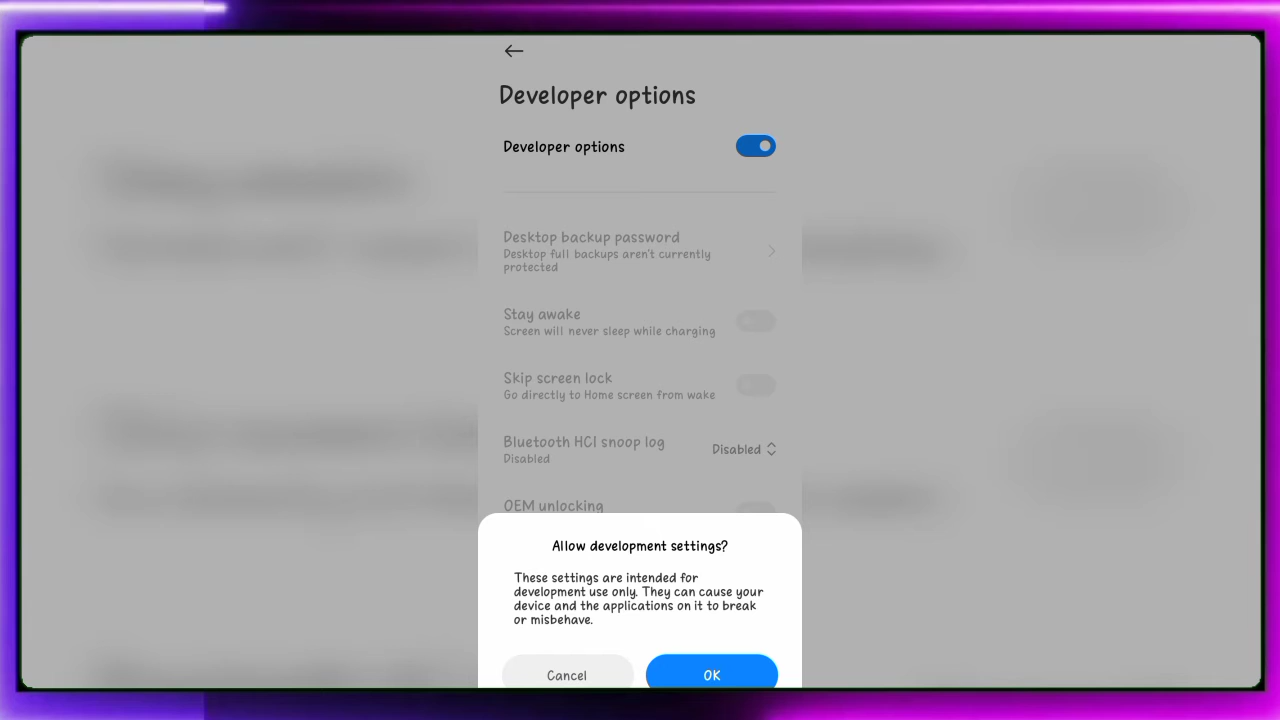 Developer options
Developer options
Desktop backup password
Desktop full backups aren't currently
protected
Stay awake
Screen will never sleep while charging
Skip screen lock
Go directly to Home screen from wake
Bluetooth HCI snoop log
Disabled
Disabled
OEM unlocking
Allow development settings?
These settings are intended for
development use only. They can cause your
device and the applications on it to break
or misbehave.
Cancel
OK